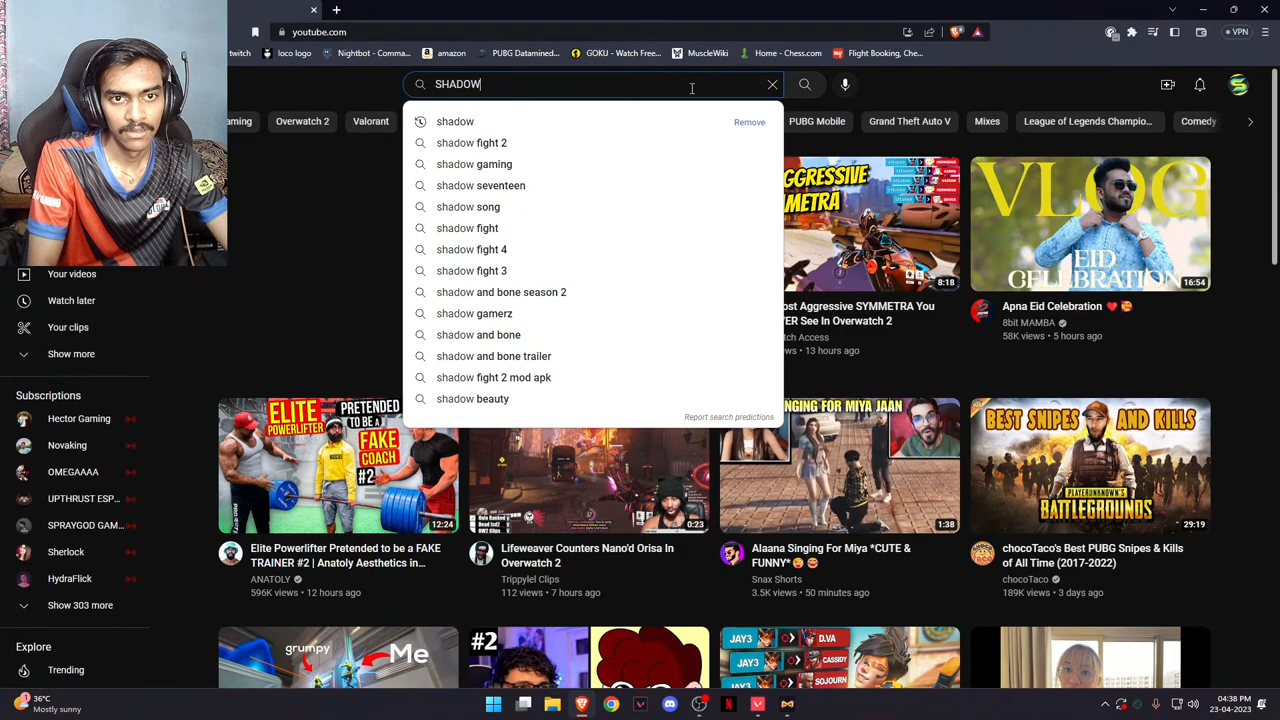 youtube.com
6
VPN
twitch
loco logo
Nightbot - Comma...
amazon
PUBG Datamined...
GOKU - Watch Free...
MuscleWiki
Home - Chess.com
Flight Booking, Che...
SHADOW
aming
Overwatch 2
Valorant
PUBG Mobile
Grand Theft Auto V
Mixes
League of Legends Champio...
shadow
Remove
shadow fight 2
shadow gaming
shadow seventeen
shadow song
shadow fight
shadow fight 4
shadow fight 3
shadow and bone season 2
shadow gamerz
shadow and bone
shadow and bone trailer
shadow fight 2 mod apk
shadow beauty
Report search predictions
AGGRESSIVE
METRA
8:18
VLOG
EID
CELEBRATION
16:54
ost Aggressive SYMMETRA You
VER See In Overwatch 2
tch Access
ws • 13 hours ago
Apna Eid Celebration
8bit MAMBA
58K views • 5 hours ago
Your videos
Watch later
Your clips
Show more
Subscriptions
Hector Gaming
Novaking
OMEGAAAA
UPTHRUST ESP...
SPRAYGOD GAM...
Sherlock
HydraFlick
Show 303 more
Explore
Trending
ELITE
POWERLIFTER
PRETENDED
TO BE A
FAKE
COACH
#2
12:24
0:23
NGING FOR MIYA JAAN
1:38
BEST SNIPES AND KILLS
PLAYERUNKNOWN'S
BATTLEGROUNDS
29:19
Elite Powerlifter Pretended to be a FAKE
TRAINER #2 | Anatoly Aesthetics in...
ANATOLY
596K views • 12 hours ago
Lifeweaver Counters Nano'd Orisa In
Overwatch 2
Trippylel Clips
112 views • 7 hours ago
Alaana Singing For Miya *CUTE &
FUNNY*
Snax Shorts
3.5K views • 50 minutes ago
chocoTaco's Best PUBG Snipes & Kills
of All Time (2017-2022)
chocoTaco
189K views • 3 days ago
grumpy
Me
#2
JAY3
D.VA
JAY3
CASSIDY
JAY3
SOJOURN
36°C
Mostly sunny
04:38 PM
23-04-2023